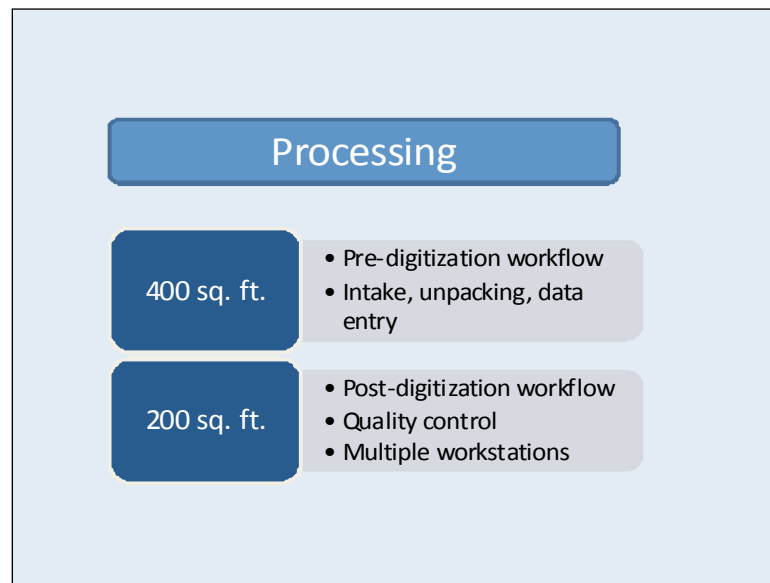 Processing
400 sq. ft.
• Pre-digitization workflow
• Intake, unpacking, data
entry
200 sq. ft.
• Post-digitization workflow
• Quality control
• Multiple workstations